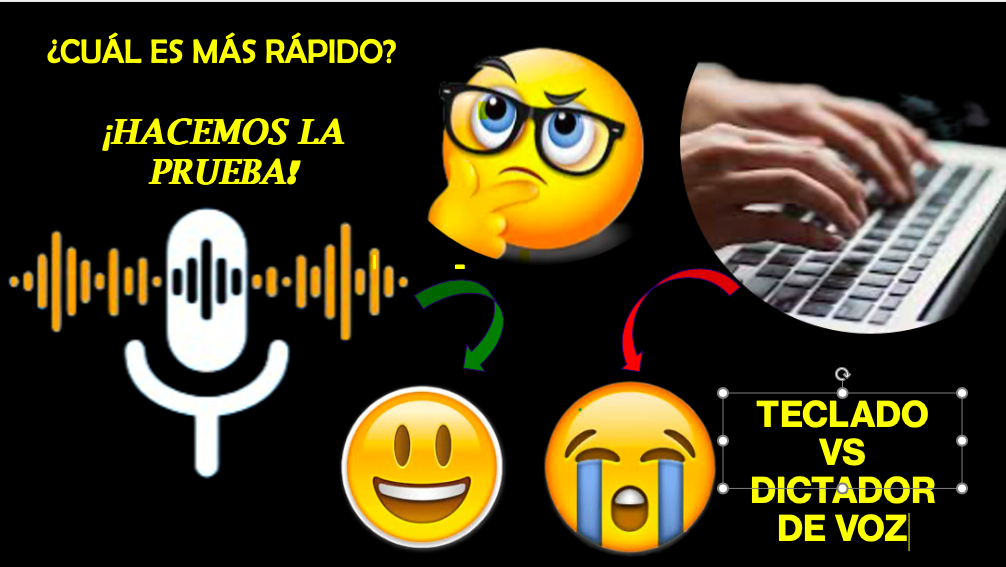 ¿CUÁL ES MÁS RÁPIDO?
¡HACEMOS LA
PRUEBA!
TECLADO
VS
DICTADOR
DE VOZ